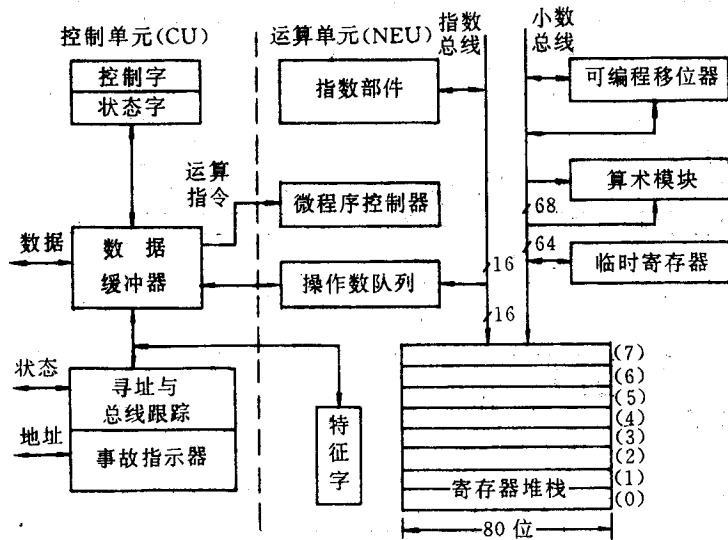 控制单元(CU)
运算单元(NEU)
指数
总线
小数
总线
控制字
状态字
指数部件
可编程移位器
运算
指令
微程序控制器
算术模块
68
64
数据
数据
缓冲器
操作数队列
16
临时寄存器
16
状态
地址
寻址与
总线跟踪
事故指示器
特
征
字
(7)
(6)
(5)
(4)
(3)
(2)
(1)
寄存器堆栈
(0)
80位